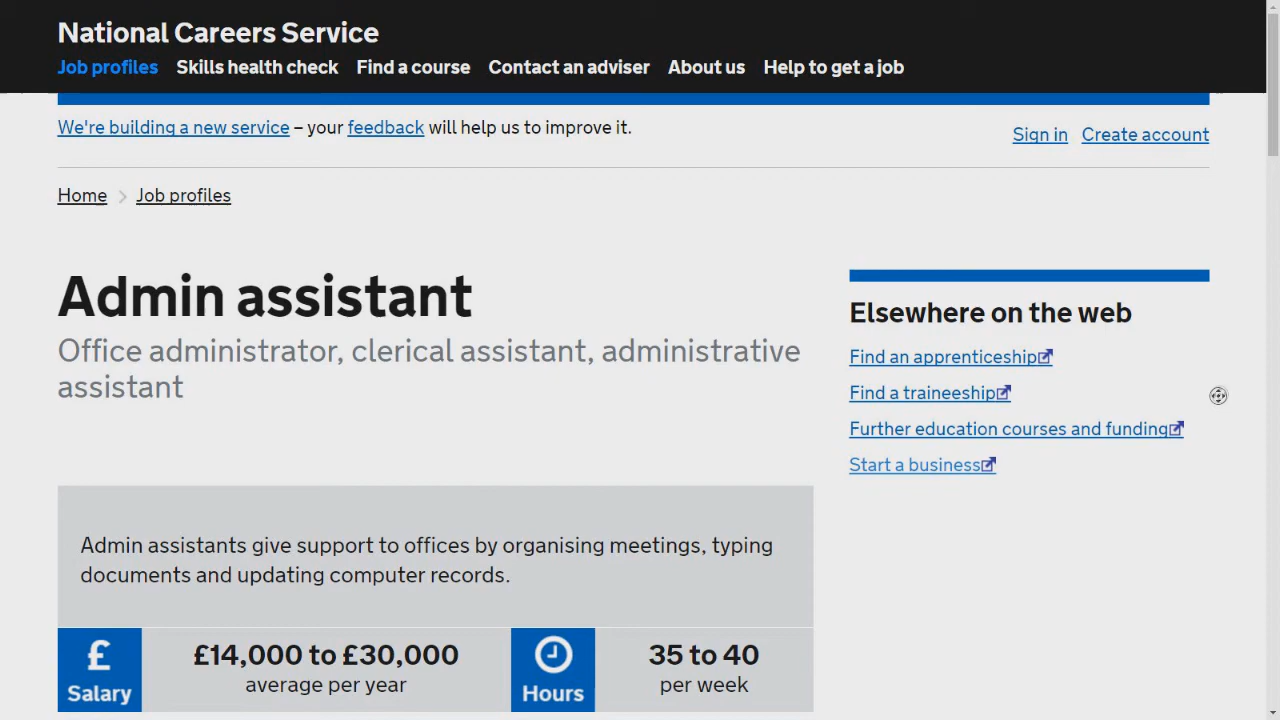 National Careers Service
Job profiles Skills health check Find a course Contact an adviser About us Help to get a job
We're building a new service – your feedback will help us to improve it.
Sign in Create account
Home Job profiles
Admin assistant
Office administrator, clerical assistant, administrative
assistant
Elsewhere on the web
Find an apprenticeship
Find a traineeship
Further education courses and funding
Start a business
Admin assistants give support to offices by organising meetings, typing
documents and updating computer records.
£
Salary
£14,000 to £30,000
average per year
Hours
35 to 40
per week